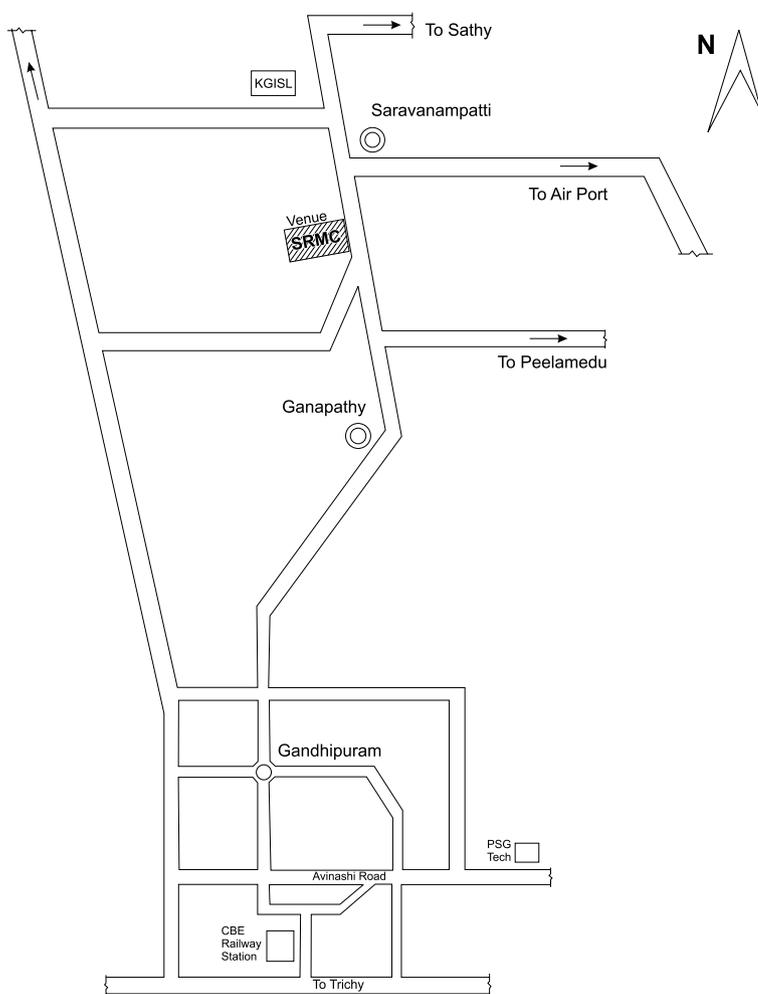 To Sathy
N
KGISL
Saravanampatti
To Air Port
Venue
SRMC
To Peelamedu
Ganapathy
Gandhipuram
PSG
Tech
Avinashi Road
CBE
Railway
Station
To Trichy